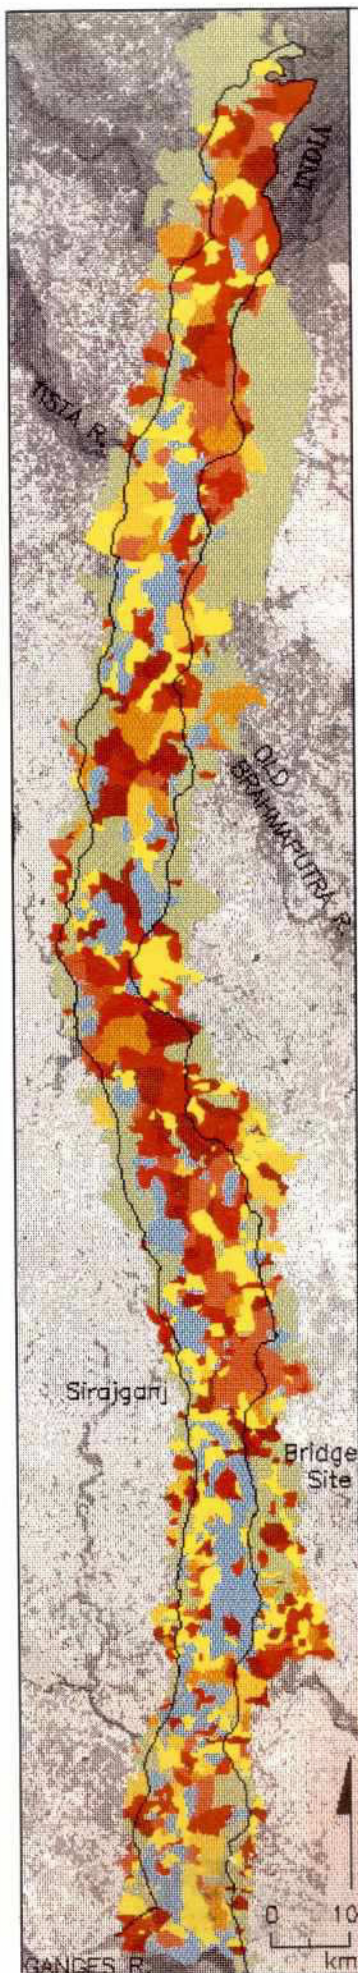 INDIA
TISTA R.
OLD
BRAHMAPUTRA R.
Sirajganj
Bridge
Site
0 10
km
GANGES R.